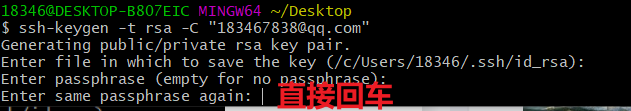 18346@DESKTOP-B807EIC MINGW64 ~/Desktop
$ ssh-keygen -t rsa -C "183467838@qq.com"
Generating public/private rsa key pair.
Enter file in which to save the key (/c/Users/18346/.ssh/id_rsa):
Enter passphrase (empty for no passphrase):
Enter same passphrase again: 直接回车